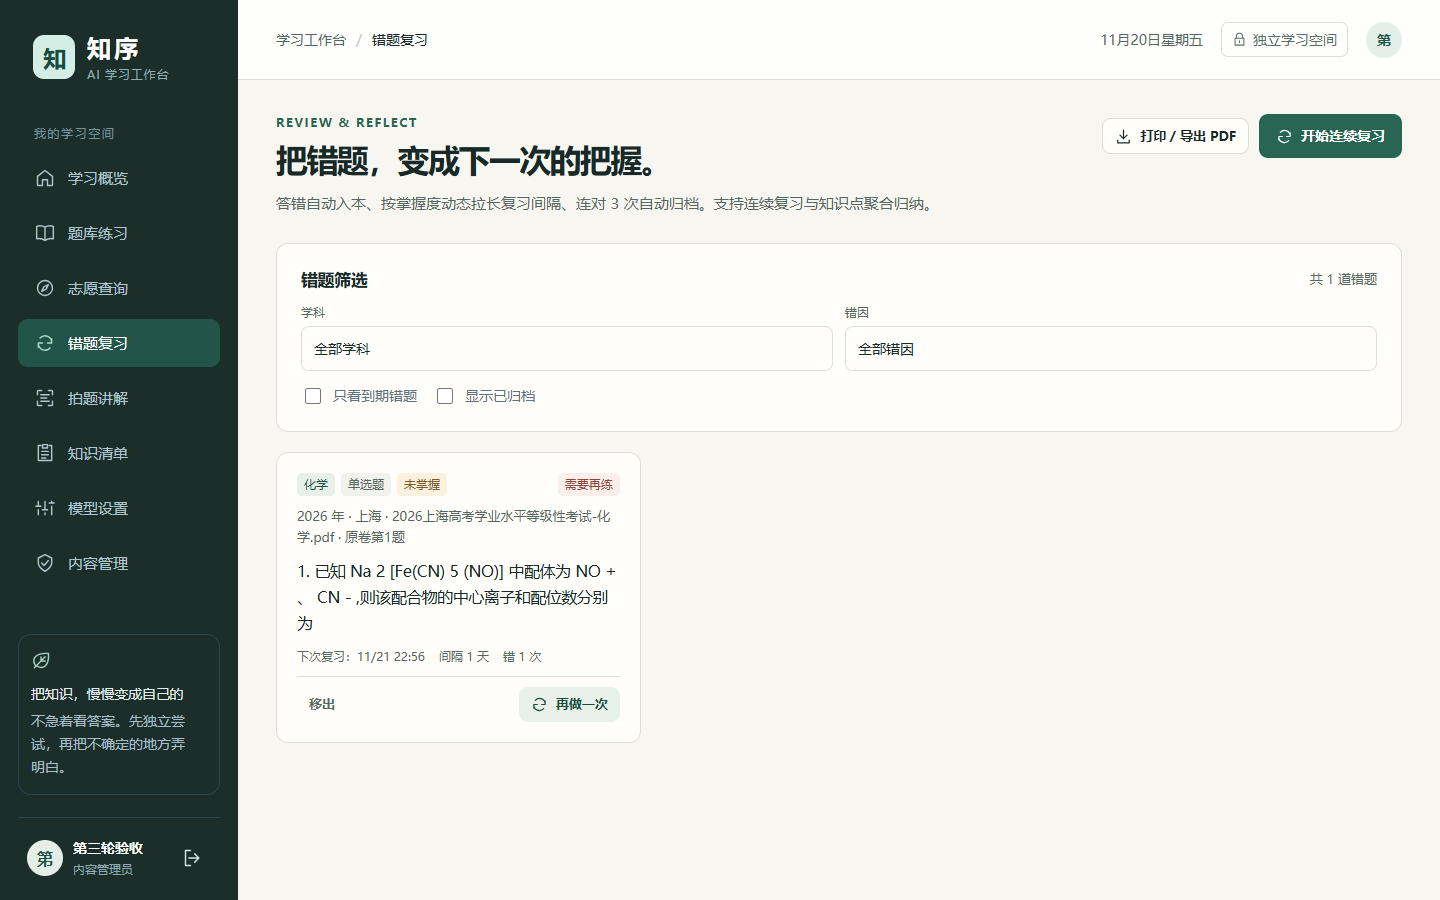 知
知序
AI 学习工作台
我的学习空间
学习概览
题库练习
志愿查询
错题复习
拍题讲解
知识清单
模型设置
内容管理
把知识，慢慢变成自己的
不急着看答案。先独立尝
试，再把不确定的地方弄
明白。
第
第三轮验收
内容管理员
学习工作台 / 错题复习
11月20日星期五
独立学习空间
第
REVIEW & REFLECT
把错题，变成下一次的把握。
答错自动入本、按掌握度动态拉长复习间隔、连对 3 次自动归档。支持连续复习与知识点聚合归纳。
打印 / 导出 PDF
开始连续复习
错题筛选
共 1 道错题
学科
错因
全部学科
全部错因
只看到期错题
显示已归档
化学
单选题
未掌握
需要再练
2026 年 · 上海 · 2026上海高考学业水平等级性考试-化
学.pdf · 原卷第1题
1. 已知 Na 2 [Fe(CN) 5 (NO)] 中配体为 NO +
、 CN - ,则该配合物的中心离子和配位数分别
为
下次复习：11/21 22:56 间隔 1 天 错 1 次
移出
再做一次